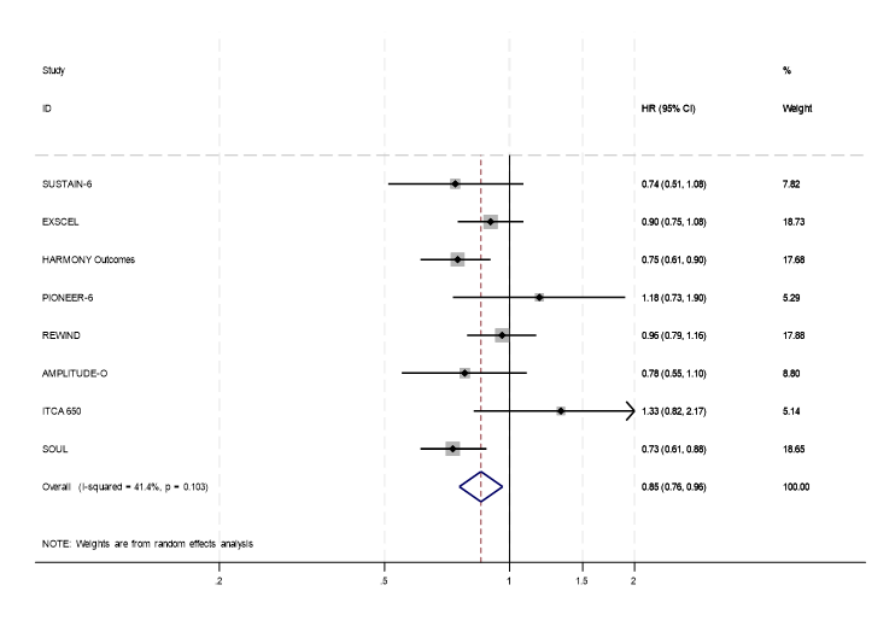 Study %
ID HR (95% CI) Weight
SUSTAIN-6 0.74 (0.51, 1.08) 7.82
EXSCEL 0.90 (0.75, 1.08) 18.73
HARMONY Outcomes 0.75 (0.61, 0.90) 17.68
PIONEER-6 1.18 (0.73, 1.90) 5.29
REWIND 0.96 (0.79, 1.16) 17.88
AMPLITUDE-O 0.78 (0.55, 1.10) 8.80
ITCA 650 1.33 (0.82, 2.17) 5.14
SOUL 0.73 (0.61, 0.88) 18.65
Overall (I-squared = 41.4%, p = 0.103) 0.85 (0.76, 0.96) 100.00
NOTE: Weights are from random effects analysis
.2 .5 1 1.5 2